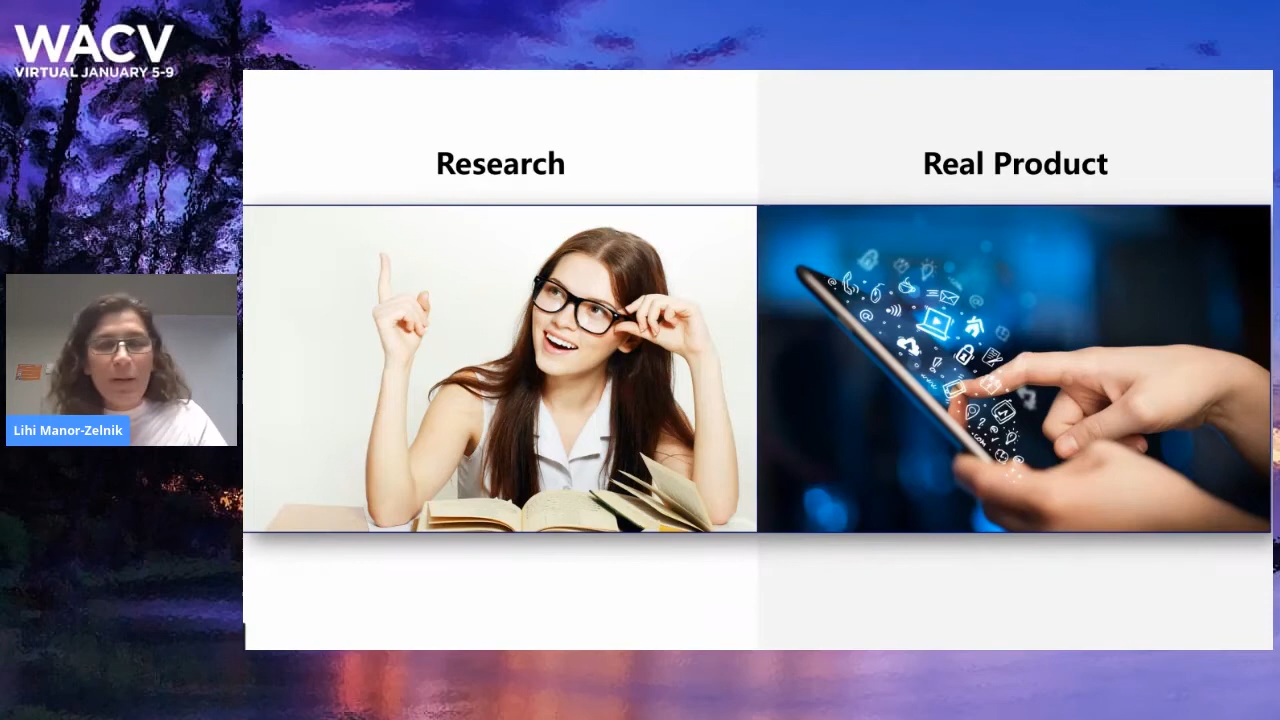 WACV
VIRTUAL JANUARY 5-9
Research
Real Product
Lihi Manor-Zelnik